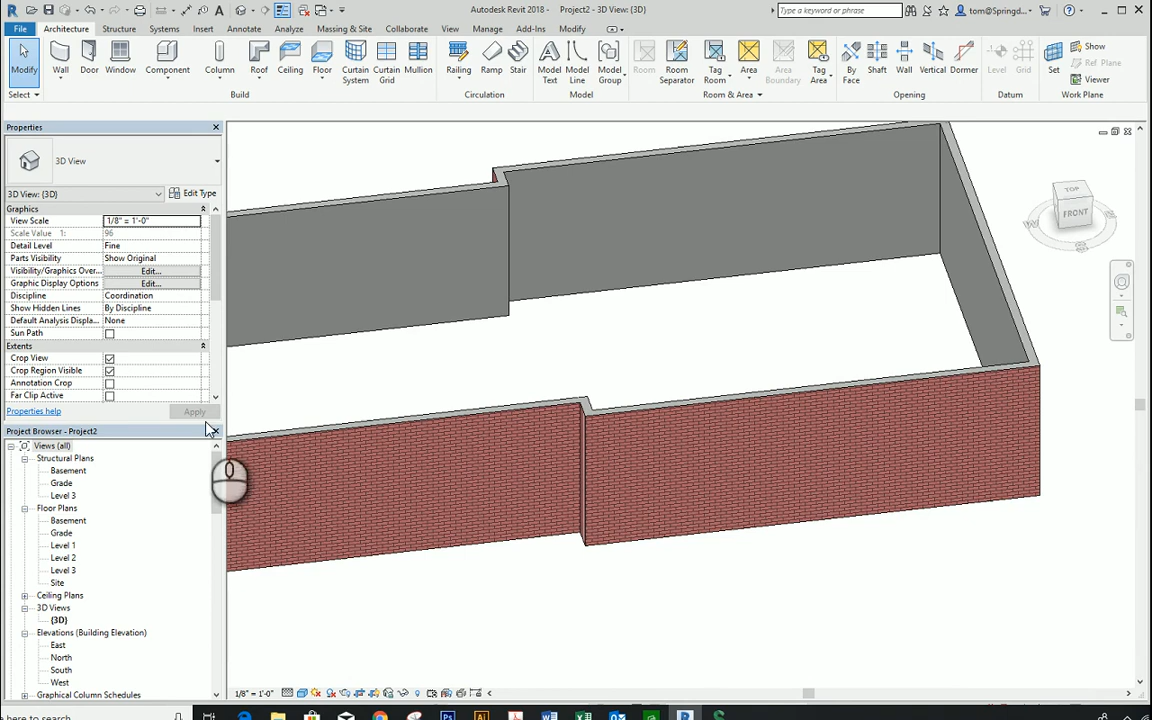 Autodesk Revit 2018 - Project2 - 3D View: {3D}
Type a keyword or phrase
tom@Springd...
File Architecture Structure Systems Insert Annotate Analyze Massing & Site Collaborate View Manage Add-Ins Modify
Modify Wall Door Window Component Column Roof Ceiling Floor Curtain System Curtain Grid Mullion Railing Ramp Stair Model Text Model Line Model Group Room Room Separator Tag Room Area Area Boundary Tag Area By Face Shaft Wall Vertical Dormer Level Grid Set Show Ref Plane Viewer
Select Build Circulation Model Room & Area Opening Datum Work Plane
Properties
3D View
3D View: {3D} Edit Type
Graphics
View Scale 1/8" = 1'-0"
Scale Value 1: 96
Detail Level Fine
Parts Visibility Show Original
Visibility/Graphics Over... Edit...
Graphic Display Options Edit...
Discipline Coordination
Show Hidden Lines By Discipline
Default Analysis Displa... None
Sun Path
Extents
Crop View
Crop Region Visible
Annotation Crop
Far Clip Active
Properties help Apply
Project Browser - Project2
Views (all)
Structural Plans
Basement
Grade
Level 3
Floor Plans
Basement
Grade
Level 1
Level 2
Level 3
Site
Ceiling Plans
3D Views
{3D}
Elevations (Building Elevation)
East
North
South
West
Graphical Column Schedules
TOP
FRONT
W
S
1/8" = 1'-0"
here to search